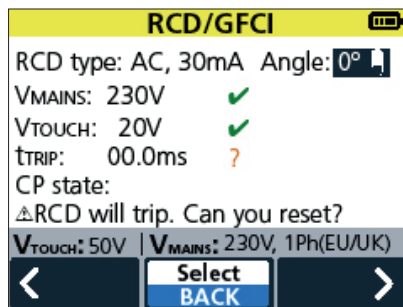 RCD/GFCI
RCD type: AC, 30mA Angle: 0°
VMAINS: 230V ✔
VTOUCH: 20V ✔
tTRIP: 00.0ms ?
CP state:
⚠RCD will trip. Can you reset?
VTOUCH: 50V | VMAINS: 230V, 1Ph(EU/UK)
< Select >
BACK